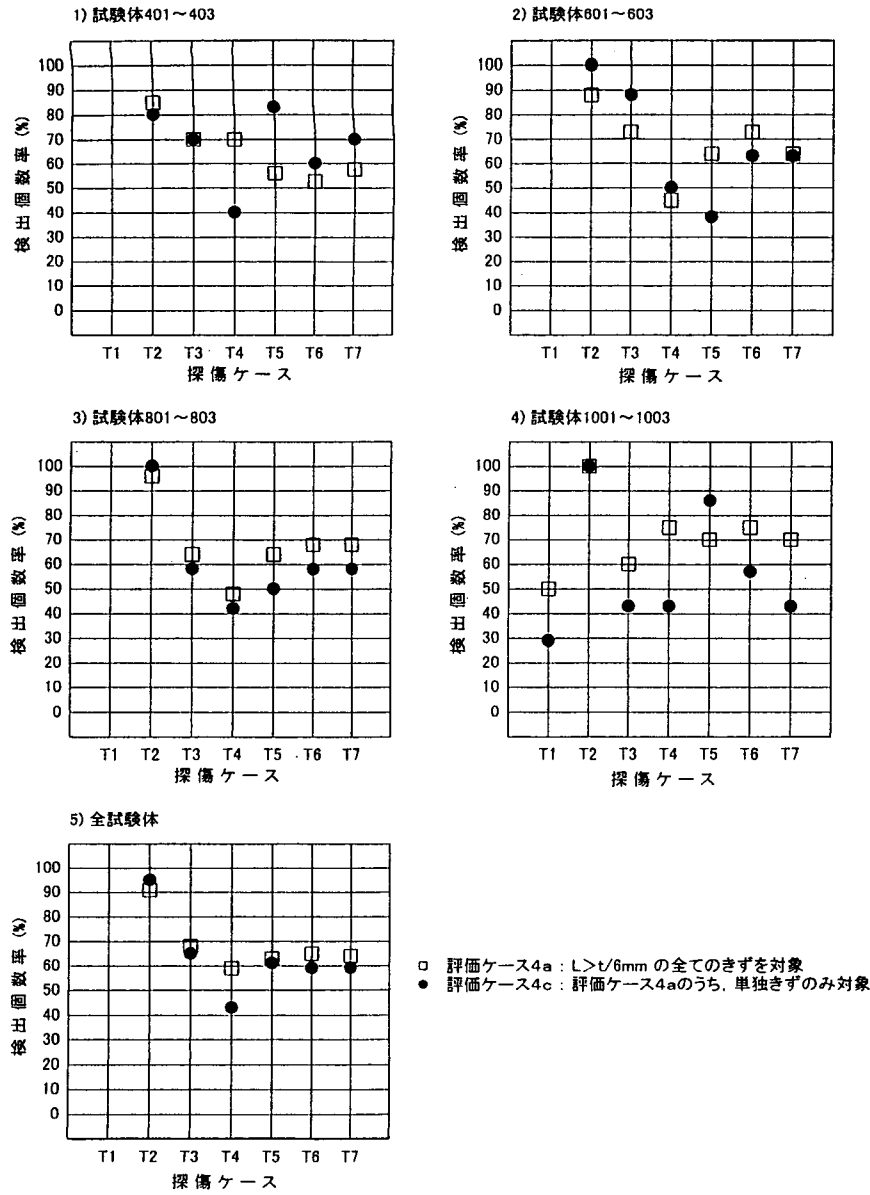 1) 試験体401～403
2) 試験体601～603
検出個数率 (%)
100
90
80
70
60
50
40
30
20
10
0
T1 T2 T3 T4 T5 T6 T7
探傷ケース
検出個数率 (%)
100
90
80
70
60
50
40
30
20
10
0
T1 T2 T3 T4 T5 T6 T7
探傷ケース
3) 試験体801～803
4) 試験体1001～1003
検出個数率 (%)
100
90
80
70
60
50
40
30
20
10
0
T1 T2 T3 T4 T5 T6 T7
探傷ケース
検出個数率 (%)
100
90
80
70
60
50
40
30
20
10
0
T1 T2 T3 T4 T5 T6 T7
探傷ケース
5) 全試験体
検出個数率 (%)
100
90
80
70
60
50
40
30
20
10
0
T1 T2 T3 T4 T5 T6 T7
探傷ケース
□ 評価ケース4a : L>t/6mm の全てのきずを対象
● 評価ケース4c : 評価ケース4aのうち, 単独きずのみ対象